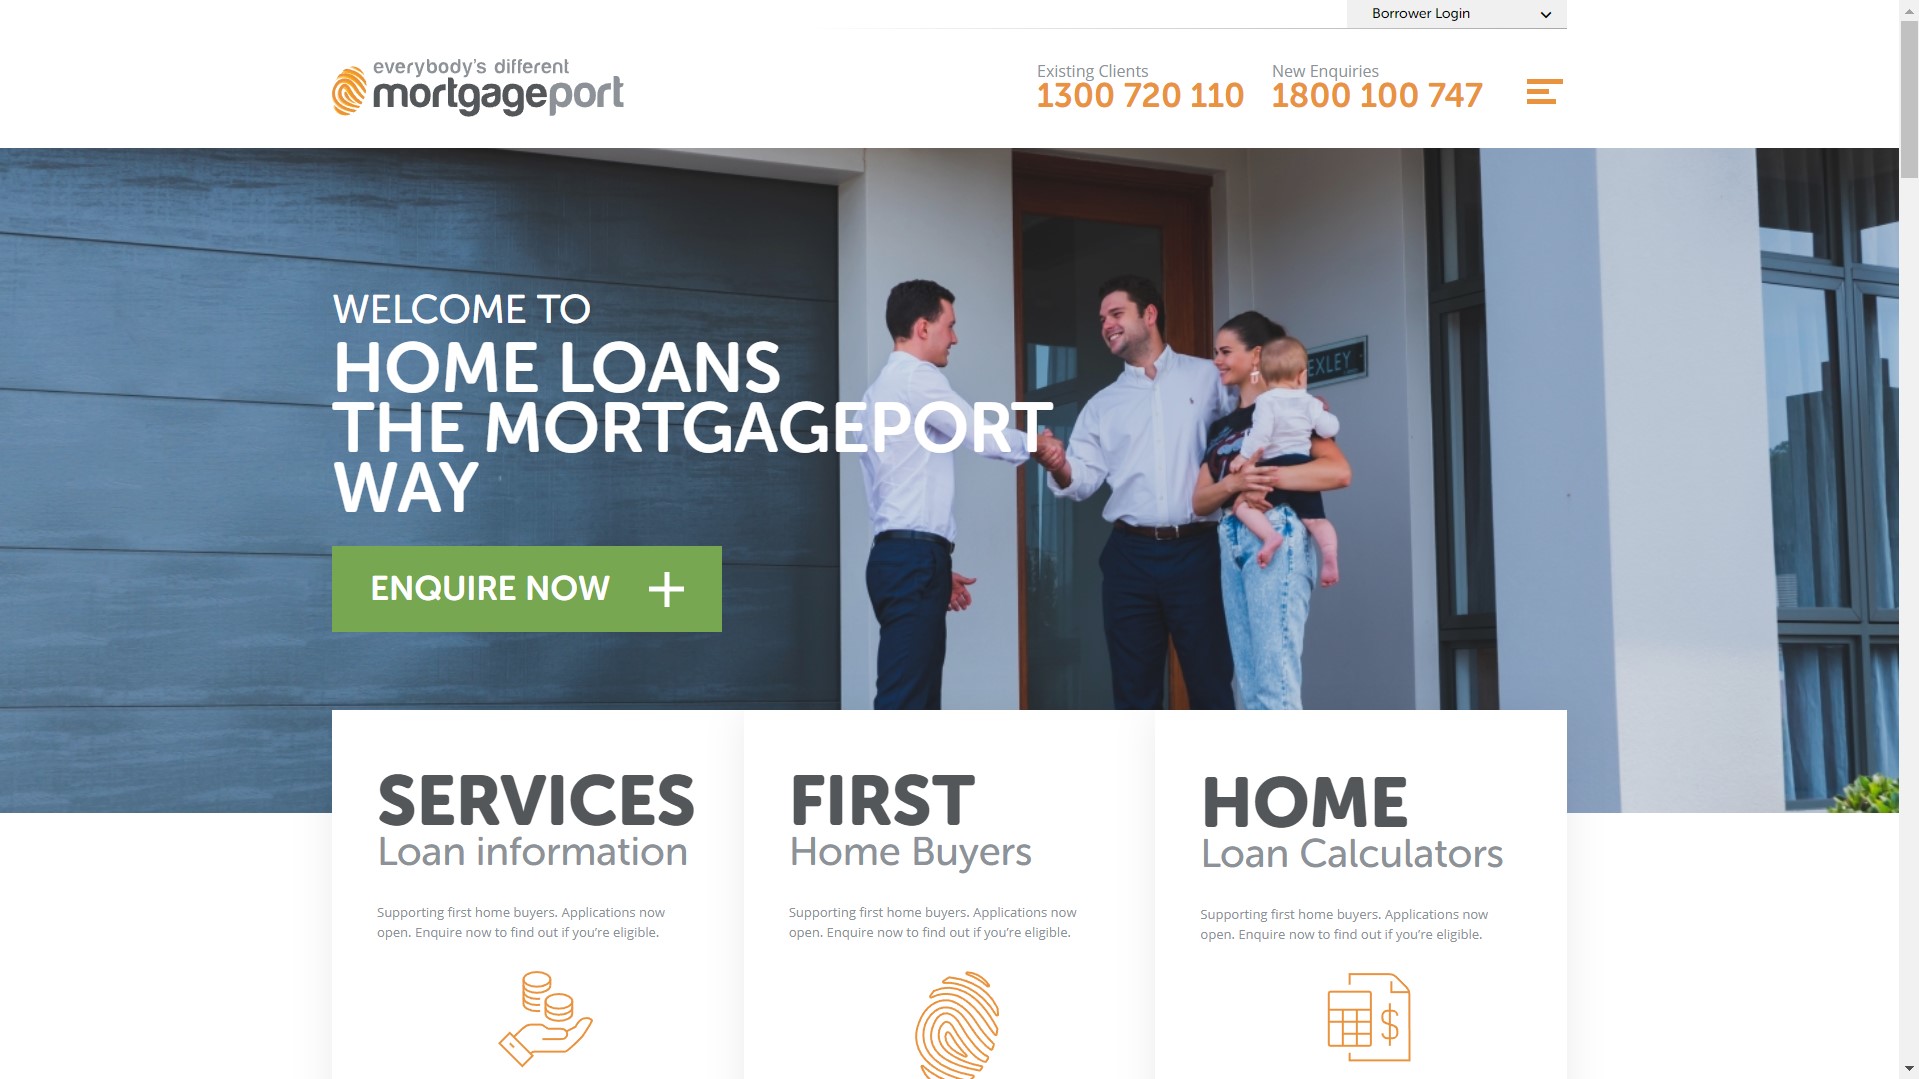 Borrower Login
everybody's different
mortgageport
Existing Clients
1300 720 110
New Enquiries
1800 100 747
WELCOME TO
HOME LOANS
THE MORTGAGEPORT
WAY
EXLEY
ENQUIRE NOW
SERVICES
Loan information
Supporting first home buyers. Applications now
open. Enquire now to find out if you’re eligible.
FIRST
Home Buyers
Supporting first home buyers. Applications now
open. Enquire now to find out if you’re eligible.
HOME
Loan Calculators
Supporting first home buyers. Applications now
open. Enquire now to find out if you’re eligible.
$